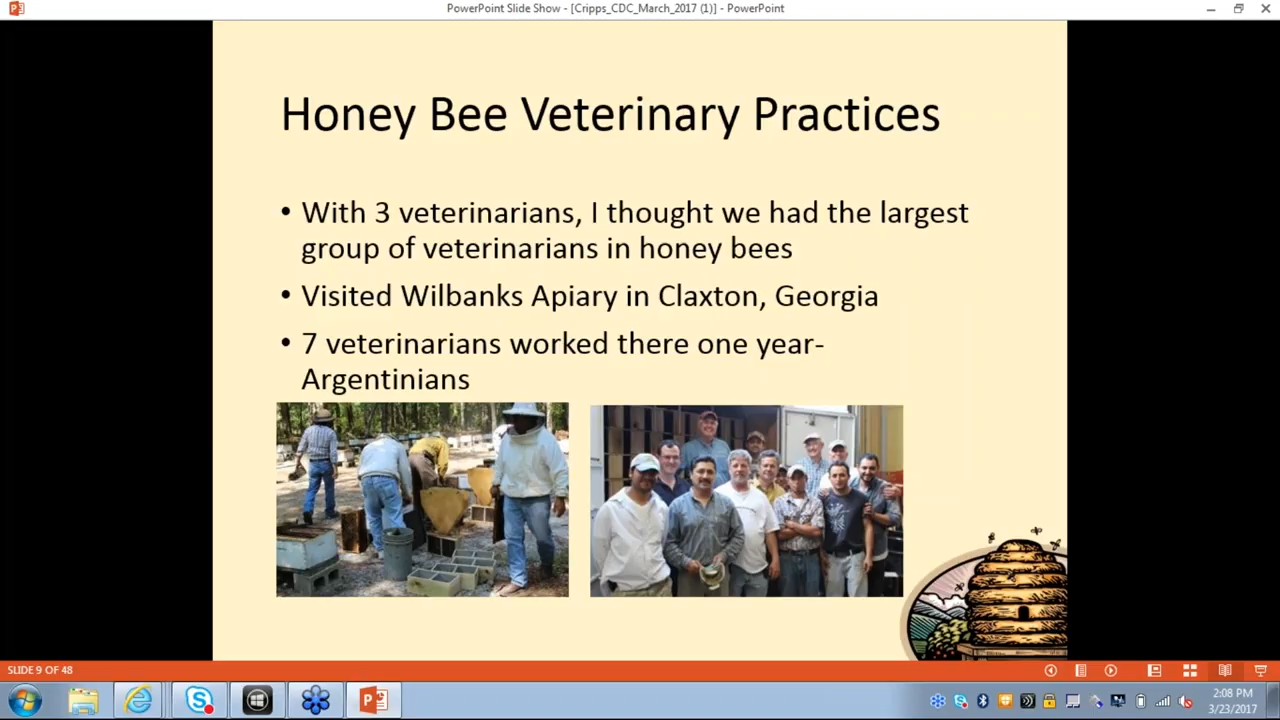 PowerPoint Slide Show - [Cripps_CDC_March_2017 (1)] - PowerPoint
Honey Bee Veterinary Practices
• With 3 veterinarians, I thought we had the largest
group of veterinarians in honey bees
• Visited Wilbanks Apiary in Claxton, Georgia
• 7 veterinarians worked there one year-
Argentinians
SLIDE 9 OF 48
2:08 PM
3/23/2017